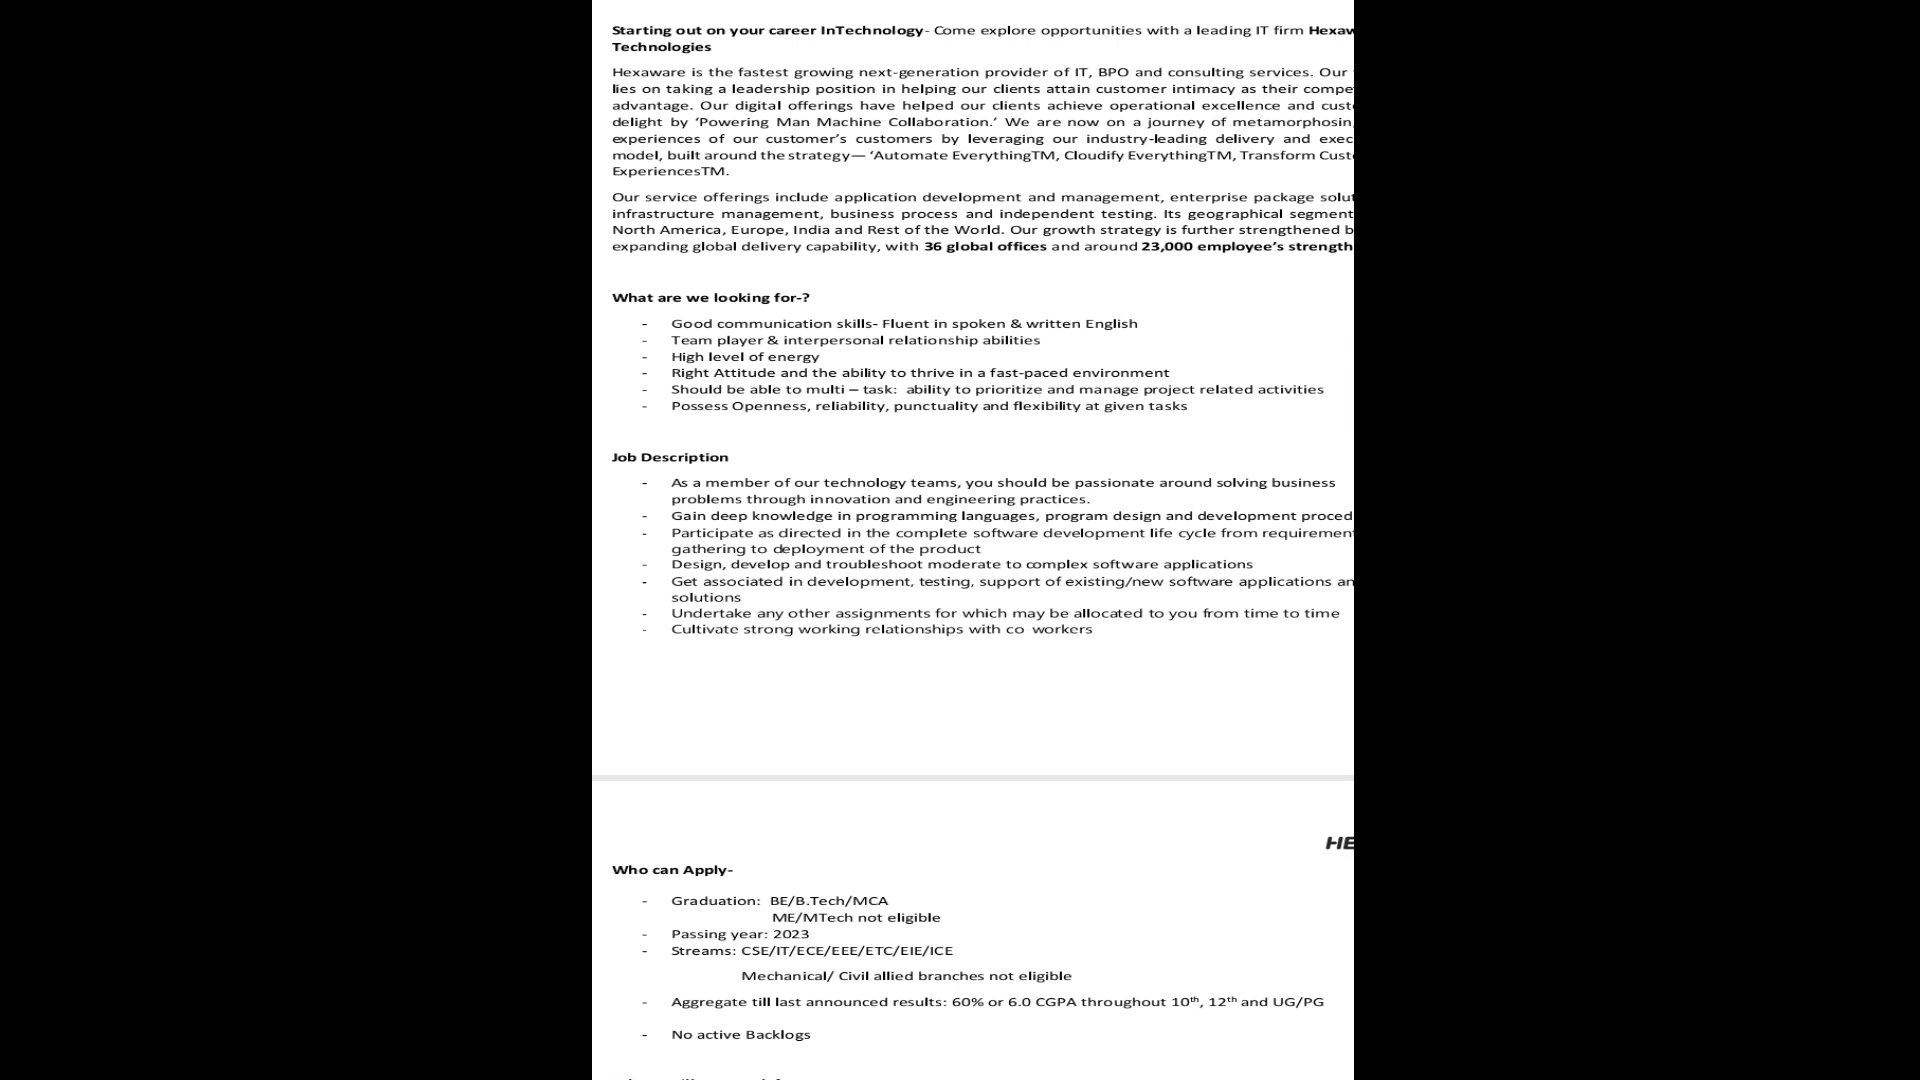 Starting out on your career InTechnology- Come explore opportunities with a leading IT firm Hexaw
Technologies
Hexaware is the fastest growing next-generation provider of IT, BPO and consulting services. Our
lies on taking a leadership position in helping our clients attain customer intimacy as their compe
advantage. Our digital offerings have helped our clients achieve operational excellence and cust
delight by ‘Powering Man Machine Collaboration.’ We are now on a journey of metamorphosin
experiences of our customer’s customers by leveraging our industry-leading delivery and exec
model, built around the strategy— ‘Automate EverythingTM, Cloudify EverythingTM, Transform Cust
ExperiencesTM.
Our service offerings include application development and management, enterprise package solut
infrastructure management, business process and independent testing. Its geographical segment
North America, Europe, India and Rest of the World. Our growth strategy is further strengthened b
expanding global delivery capability, with 36 global offices and around 23,000 employee’s strength
What are we looking for-?
- Good communication skills- Fluent in spoken & written English
- Team player & interpersonal relationship abilities
- High level of energy
- Right Attitude and the ability to thrive in a fast-paced environment
- Should be able to multi – task: ability to prioritize and manage project related activities
- Possess Openness, reliability, punctuality and flexibility at given tasks
Job Description
- As a member of our technology teams, you should be passionate around solving business
problems through innovation and engineering practices.
- Gain deep knowledge in programming languages, program design and development proced
- Participate as directed in the complete software development life cycle from requirement
gathering to deployment of the product
- Design, develop and troubleshoot moderate to complex software applications
- Get associated in development, testing, support of existing/new software applications an
solutions
- Undertake any other assignments for which may be allocated to you from time to time
- Cultivate strong working relationships with co workers
HE
Who can Apply-
- Graduation: BE/B.Tech/MCA
ME/MTech not eligible
- Passing year: 2023
- Streams: CSE/IT/ECE/EEE/ETC/EIE/ICE
Mechanical/ Civil allied branches not eligible
- Aggregate till last announced results: 60% or 6.0 CGPA throughout 10th, 12th and UG/PG
- No active Backlogs